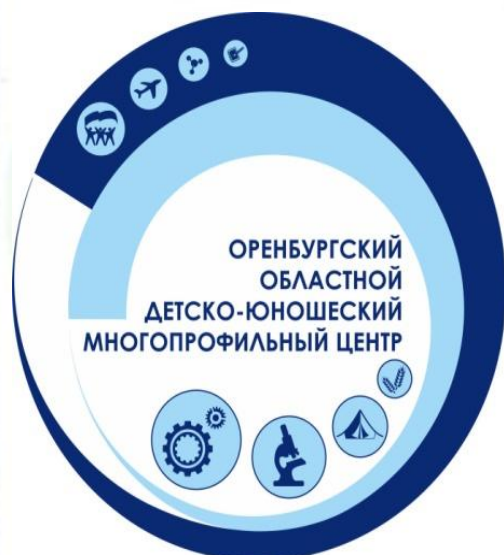 ОРЕНБУРГСКИЙ
ОБЛАСТНОЙ
ДЕТСКО-ЮНОШЕСКИЙ
МНОГОПРОФИЛЬНЫЙ ЦЕНТР